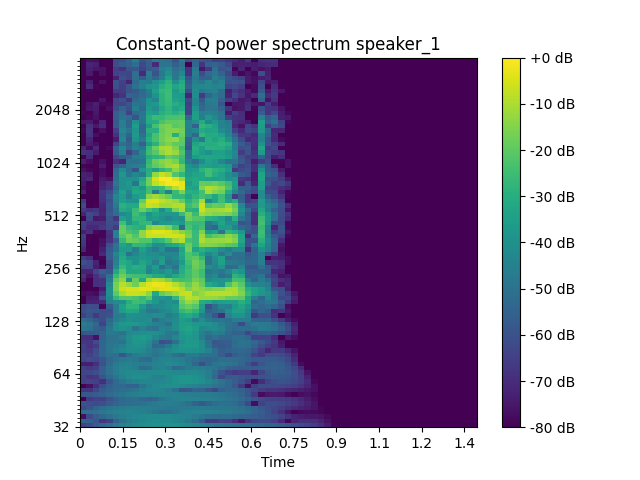 Constant-Q power spectrum speaker_1
Hz
2048
1024
512
256
128
64
32
0 0.15 0.3 0.45 0.6 0.75 0.9 1.1 1.2 1.4
Time
+0 dB
-10 dB
-20 dB
-30 dB
-40 dB
-50 dB
-60 dB
-70 dB
-80 dB